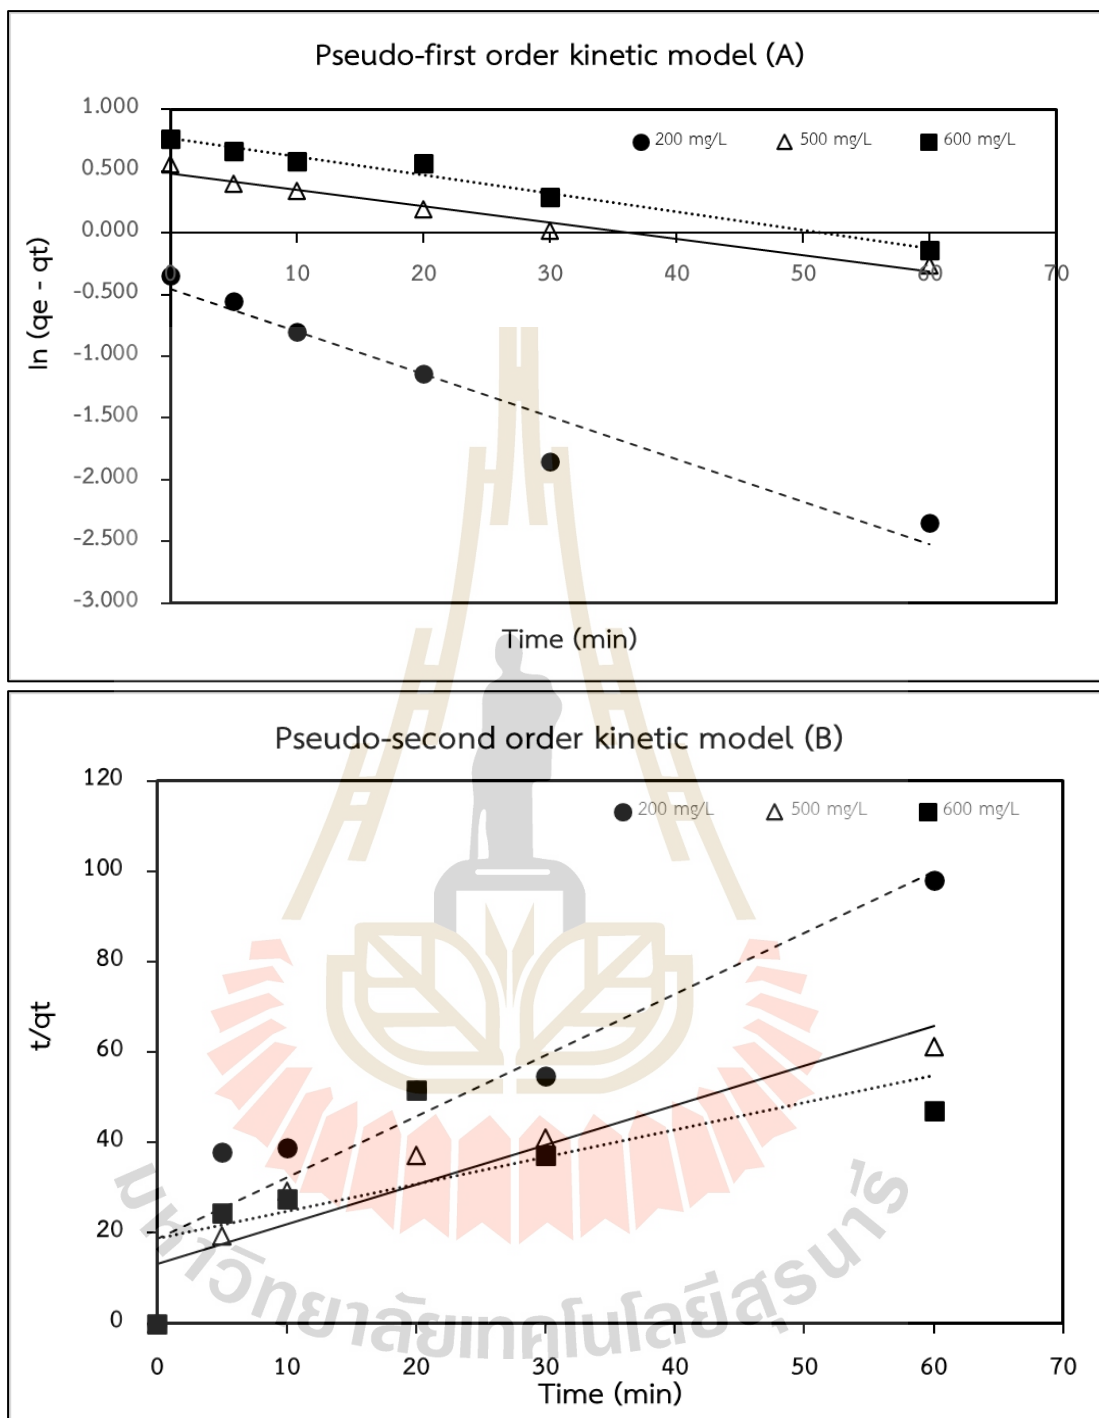 Pseudo-first order kinetic model (A)
1.000
0.500
0.000
-0.500
-1.000
-1.500
-2.000
-2.500
-3.000
200 mg/L 500 mg/L 600 mg/L
ln (qe - qt)
0 10 20 30 40 50 60 70
Time (min)
Pseudo-second order kinetic model (B)
120
100
80
60
40
20
0
200 mg/L 500 mg/L 600 mg/L
t/qt
0 10 20 30 40 50 60 70
Time (min)
มหาวิทยาลัยเทคโนโลยีสุรนารี